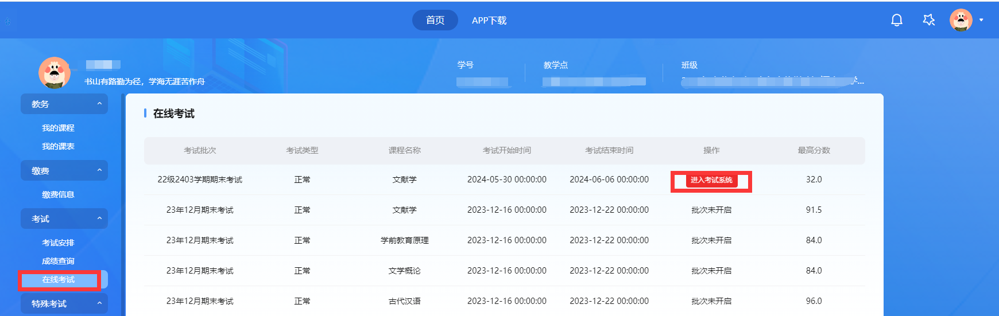 首页 APP下载
书山有路勤为径，学海无涯苦作舟
学号 教学点 班级
学...
教务
我的课程
我的课表
缴费
缴费信息
考试
考试安排
成绩查询
在线考试
特殊考试
在线考试
考试批次 考试类型 课程名称 考试开始时间 考试结束时间 操作 最高分数
22级2403学期期末考试 正常 文献学 2024-05-30 00:00:00 2024-06-06 00:00:00 进入考试系统 32.0
23年12月期末考试 正常 文献学 2023-12-16 00:00:00 2023-12-22 00:00:00 批次未开启 91.5
23年12月期末考试 正常 学前教育原理 2023-12-16 00:00:00 2023-12-22 00:00:00 批次未开启 84.0
23年12月期末考试 正常 文学概论 2023-12-16 00:00:00 2023-12-22 00:00:00 批次未开启 84.0
23年12月期末考试 正常 古代汉语 2023-12-16 00:00:00 2023-12-22 00:00:00 批次未开启 96.0